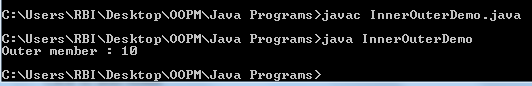 C:\Users\RBI\Desktop\OOPM\Java Programs>javac InnerOuterDemo.java
C:\Users\RBI\Desktop\OOPM\Java Programs>java InnerOuterDemo
Outer member : 10
C:\Users\RBI\Desktop\OOPM\Java Programs>